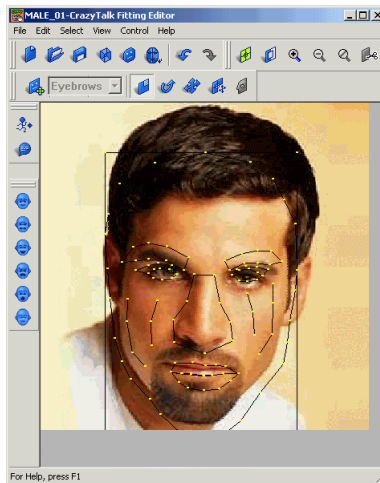 MALE_01-CrazyTalk Fitting Editor
File Edit Select View Control Help
Eyebrows
For Help, press F1